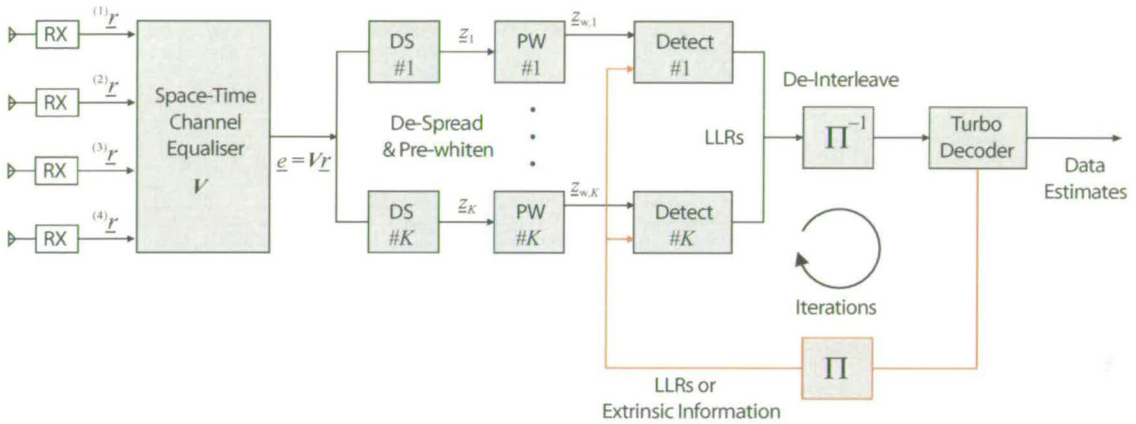 RX
(1)r
RX
(2)r
RX
(3)r
RX
(4)r
Space-Time
Channel
Equaliser
V
e = Vr
DS
#1
z1
PW
#1
zw,1
Detect
#1
De-Spread
& Pre-whiten
DS
#K
zK
PW
#K
zw,K
Detect
#K
LLRs
De-Interleave
Π−1
Turbo
Decoder
Data
Estimates
Iterations
Π
LLRs or
Extrinsic Information